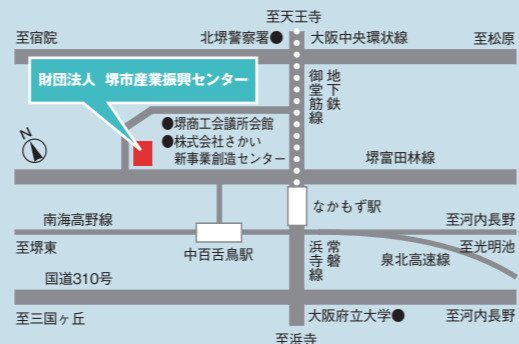 至天王寺
至宿院
北堺警察署●
大阪中央環状線
至松原
財団法人 堺市産業振興センター
地下鉄
御堂筋線
N
●堺商工会議所会館
●株式会社さかい
新事業創造センター
堺富田林線
なかもず駅
南海高野線
至河内長野
至堺東
中百舌鳥駅
常磐線
浜寺線
泉北高速線
至光明池
国道310号
至三国ヶ丘
大阪府立大学●
至河内長野
至浜寺